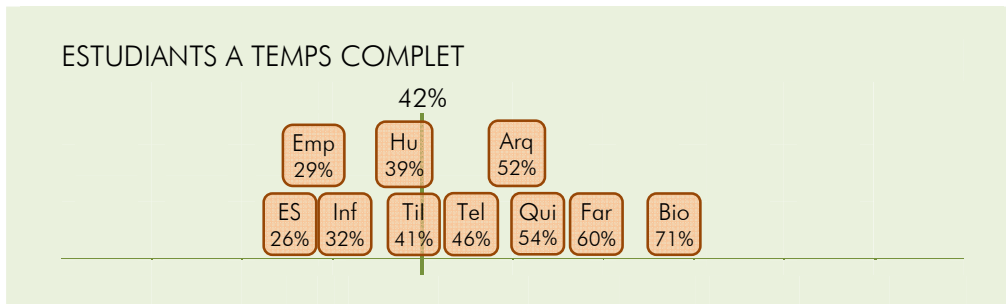 ESTUDIANTS A TEMPS COMPLET
42%
Emp
29%
Hu
39%
Arq
52%
ES
26%
Inf
32%
Til
41%
Tel
46%
Qui
54%
Far
60%
Bio
71%